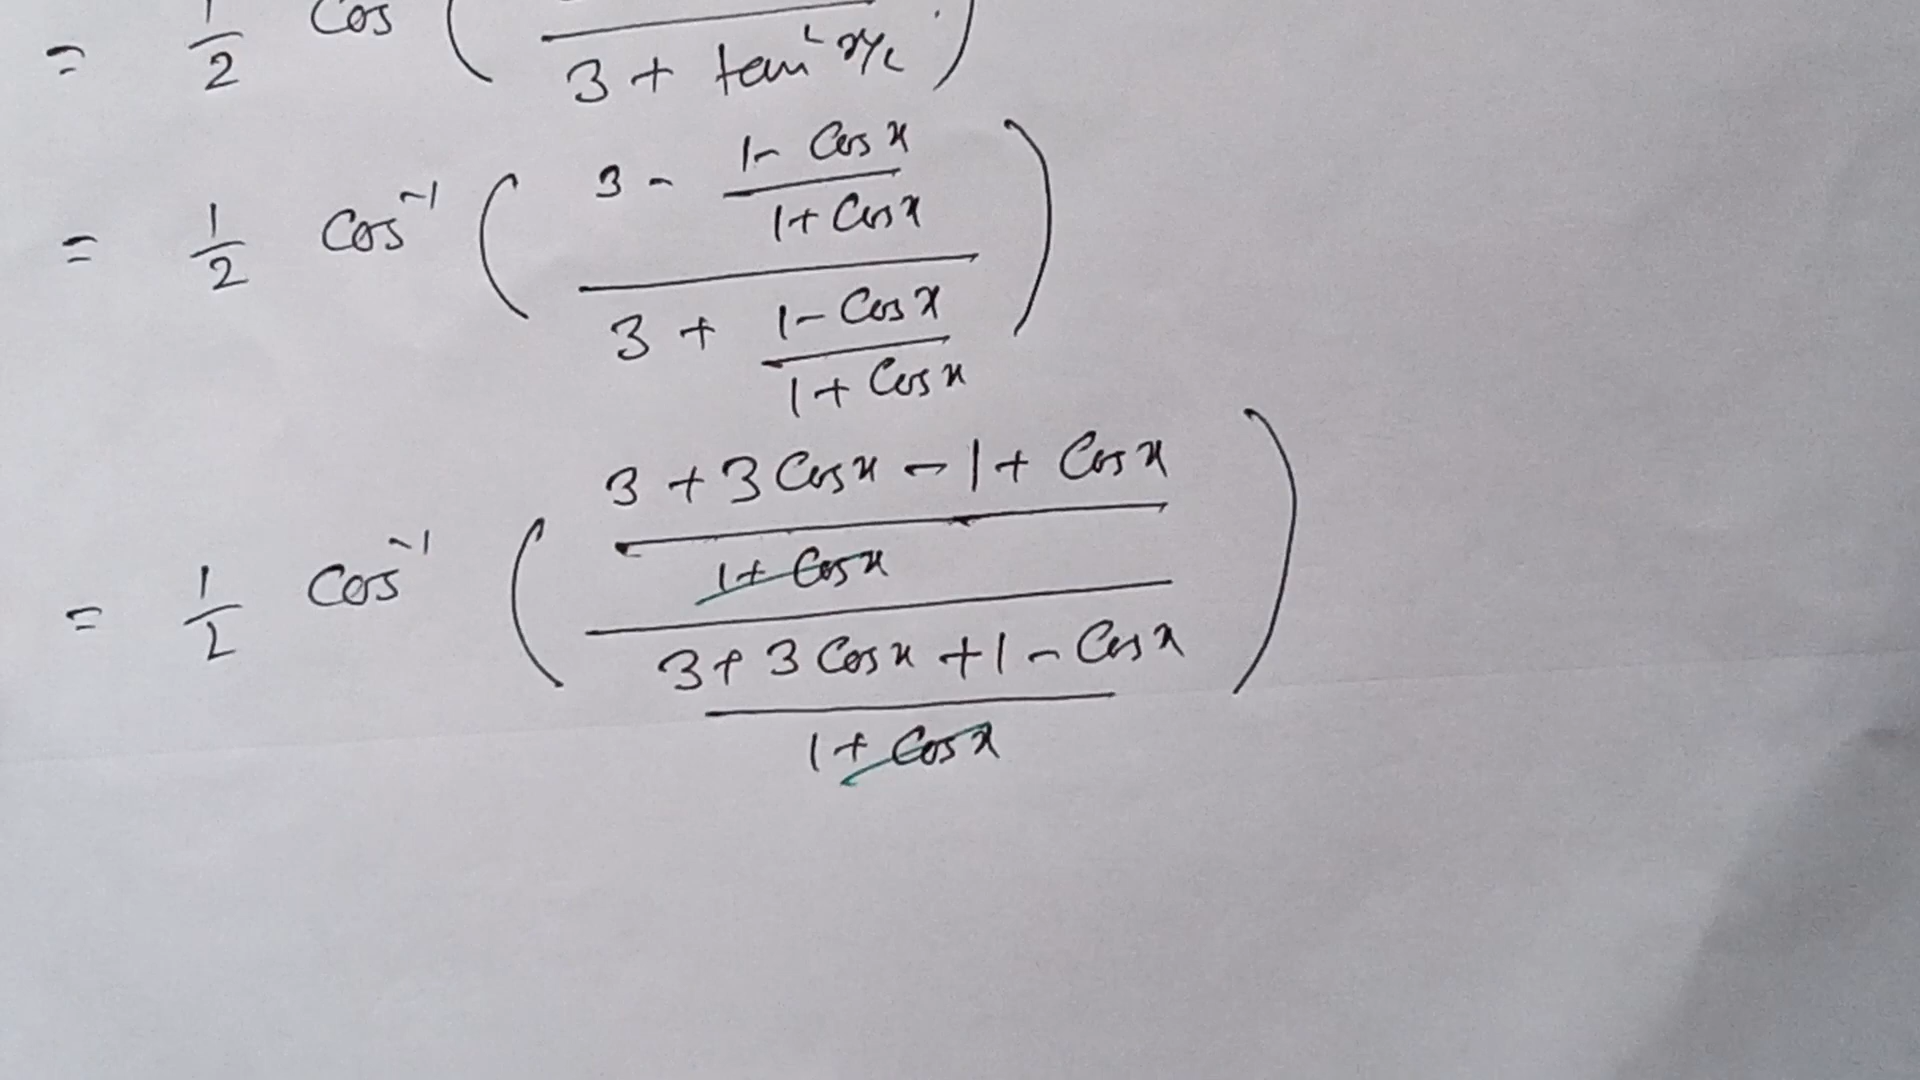 = 1/2 Cos ( / 3 + tan² x/2 )
= 1/2 Cos⁻¹ ( (3 - (1 - Cos x)/(1 + Cos x)) / (3 + (1 - Cos x)/(1 + Cos x)) )
= 1/2 Cos⁻¹ ( ((3 + 3 Cos x - 1 + Cos x)/(1 + Cos x)) / ((3 + 3 Cos x + 1 - Cos x)/(1 + Cos x)) )